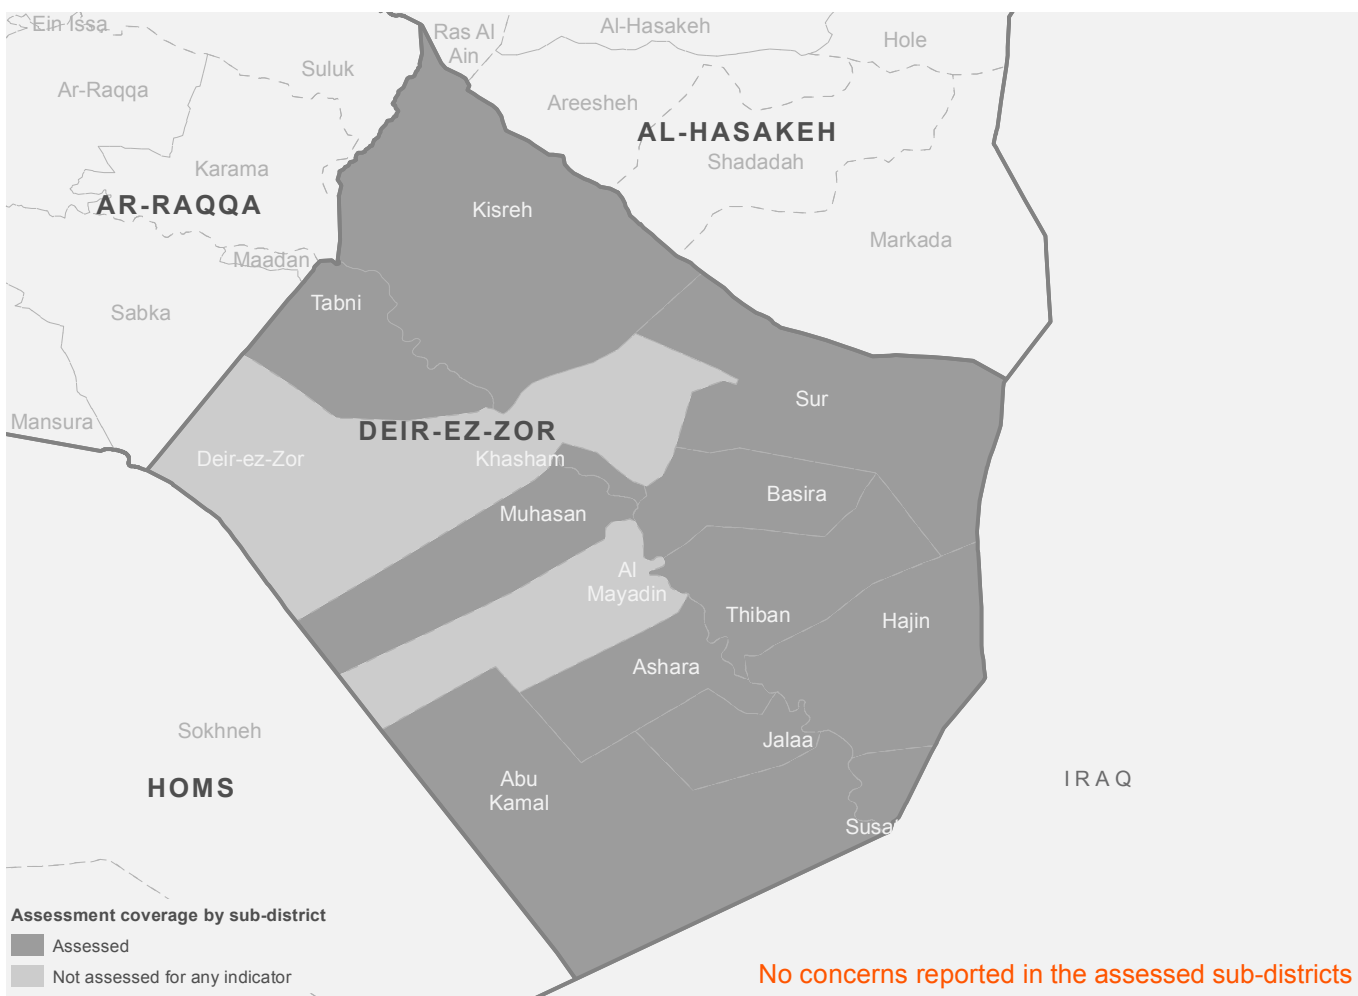 Ein Issa
Ras Al
Ain
Al-Hasakeh
Hole
Suluk
Ar-Raqqa
Areesheh
AL-HASAKEH
Shadadah
Karama
AR-RAQQA
Kisreh
Markada
Maadan
Tabni
Sabka
Sur
Mansura
DEIR-EZ-ZOR
Deir-ez-Zor
Khasham
Basira
Muhasan
Al
Mayadin
Thiban
Hajin
Ashara
Sokhneh
Jalaa
HOMS
Abu
Kamal
IRAQ
Susat
Assessment coverage by sub-district
Assessed
Not assessed for any indicator
No concerns reported in the assessed sub-districts